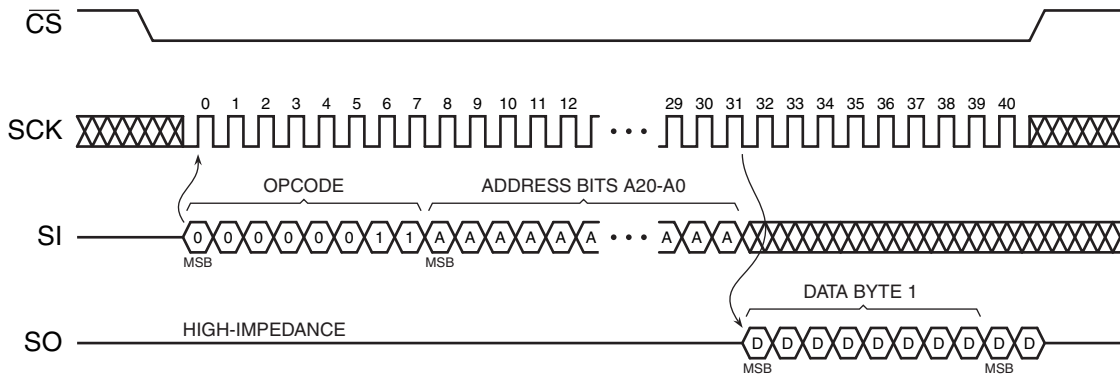 CS
0 1 2 3 4 5 6 7 8 9 10 11 12 29 30 31 32 33 34 35 36 37 38 39 40
SCK
OPCODE ADDRESS BITS A20-A0
SI 0 0 0 0 0 0 1 1 A A A A A A A A A
MSB MSB
DATA BYTE 1
HIGH-IMPEDANCE
SO D D D D D D D D D D
MSB MSB